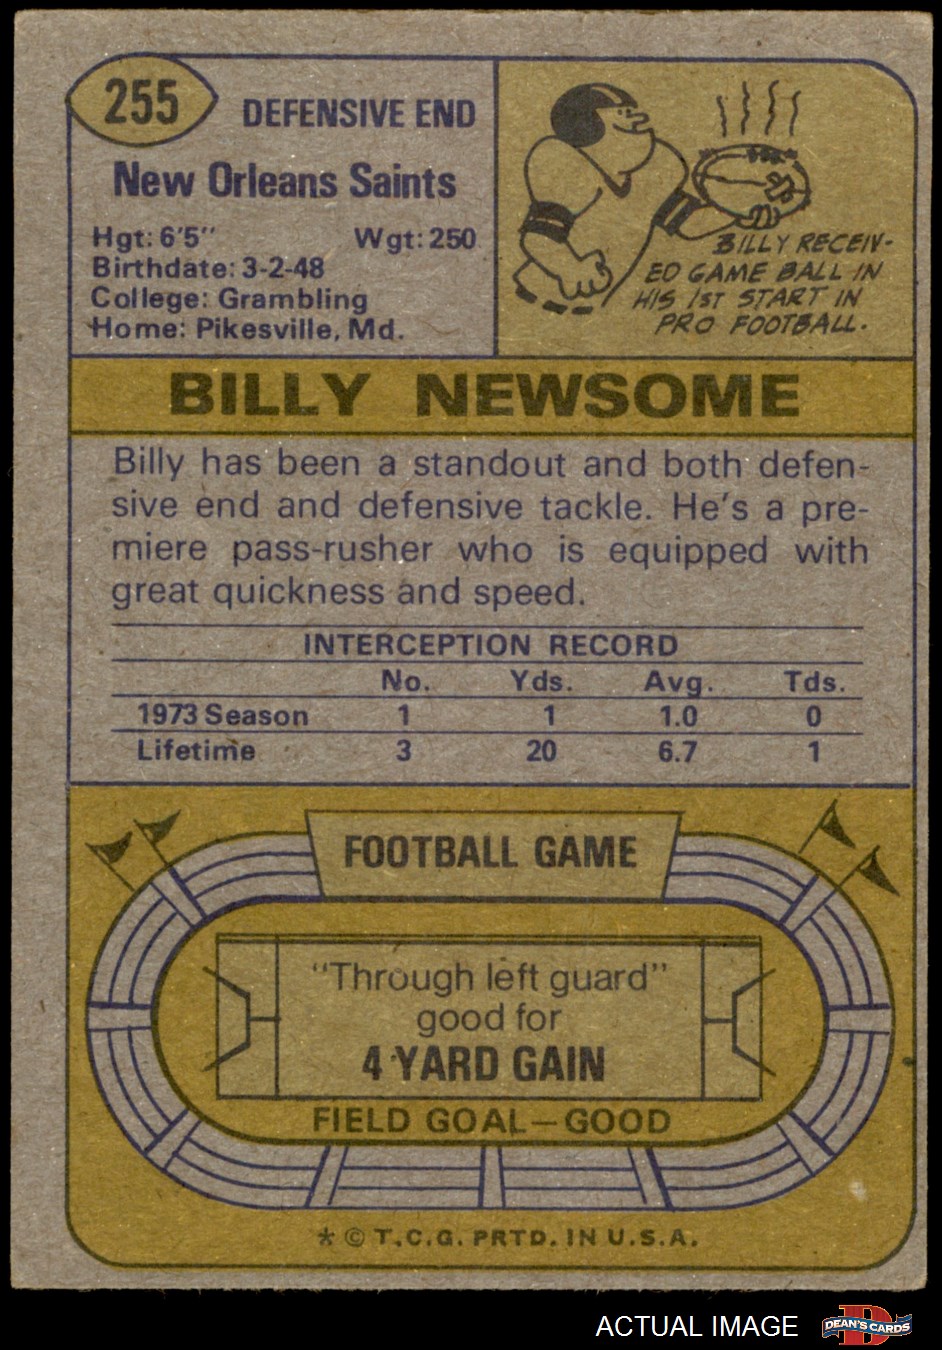 255
DEFENSIVE END
New Orleans Saints
Hgt: 6'5" Wgt: 250
Birthdate: 3-2-48
College: Grambling
Home: Pikesville, Md.
BILLY RECEIV-
ED GAME BALL IN
HIS 1ST START IN
PRO FOOTBALL.
BILLY NEWSOME
Billy has been a standout and both defen-
sive end and defensive tackle. He's a pre-
miere pass-rusher who is equipped with
great quickness and speed.
INTERCEPTION RECORD
No. Yds. Avg. Tds.
1973 Season 1 1 1.0 0
Lifetime 3 20 6.7 1
FOOTBALL GAME
"Through left guard"
good for
4 YARD GAIN
FIELD GOAL—GOOD
* © T.C.G. PRTD. IN U.S.A.
ACTUAL IMAGE
D
DEAN'S CARDS